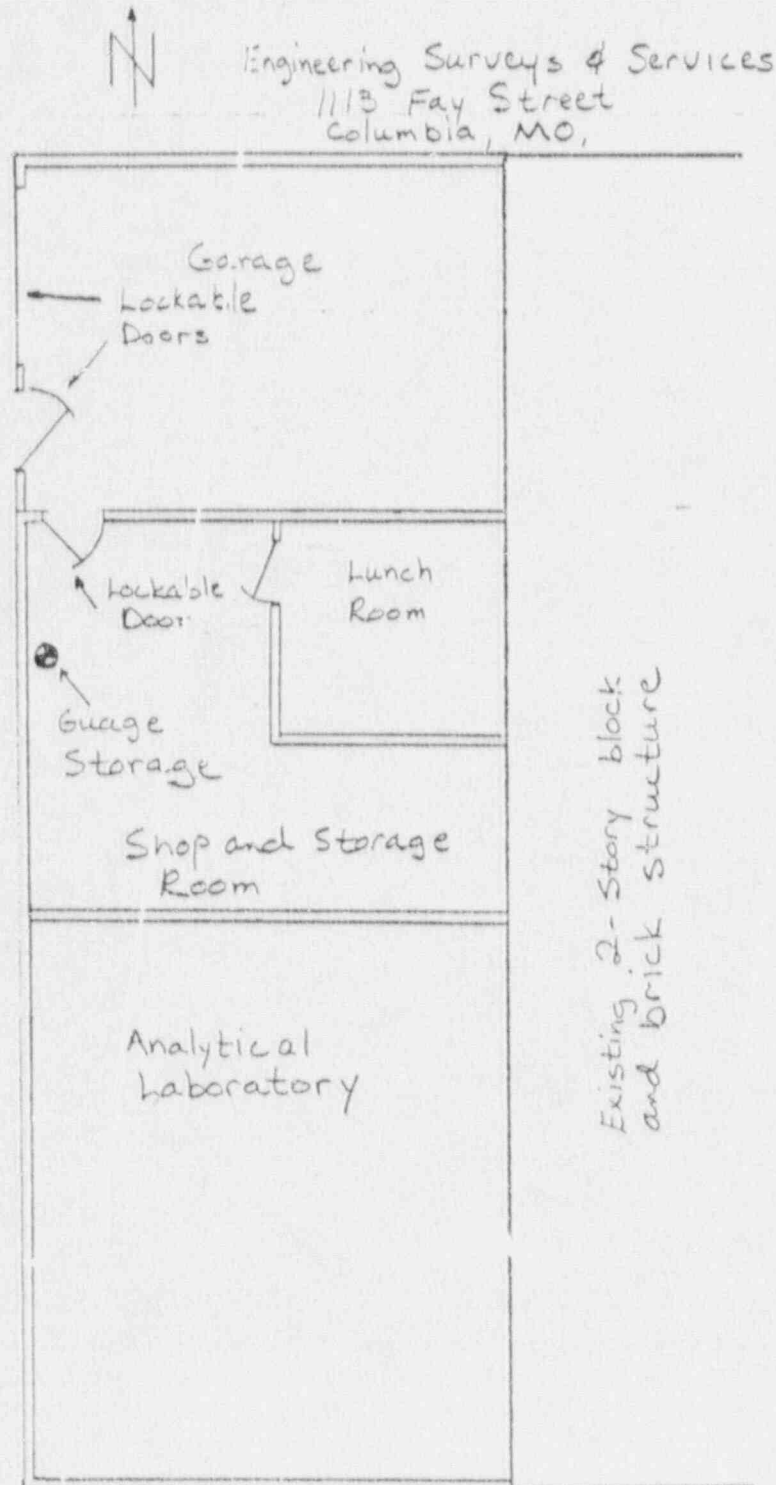 N
Engineering Surveys & Services
1113 Fay Street
Columbia, MO,
Garage
Lockable
Doors
Lockable
Door
Lunch
Room
Guage
Storage
Shop and Storage
Room
Existing 2-Story block
and brick structure
Analytical
Laboratory